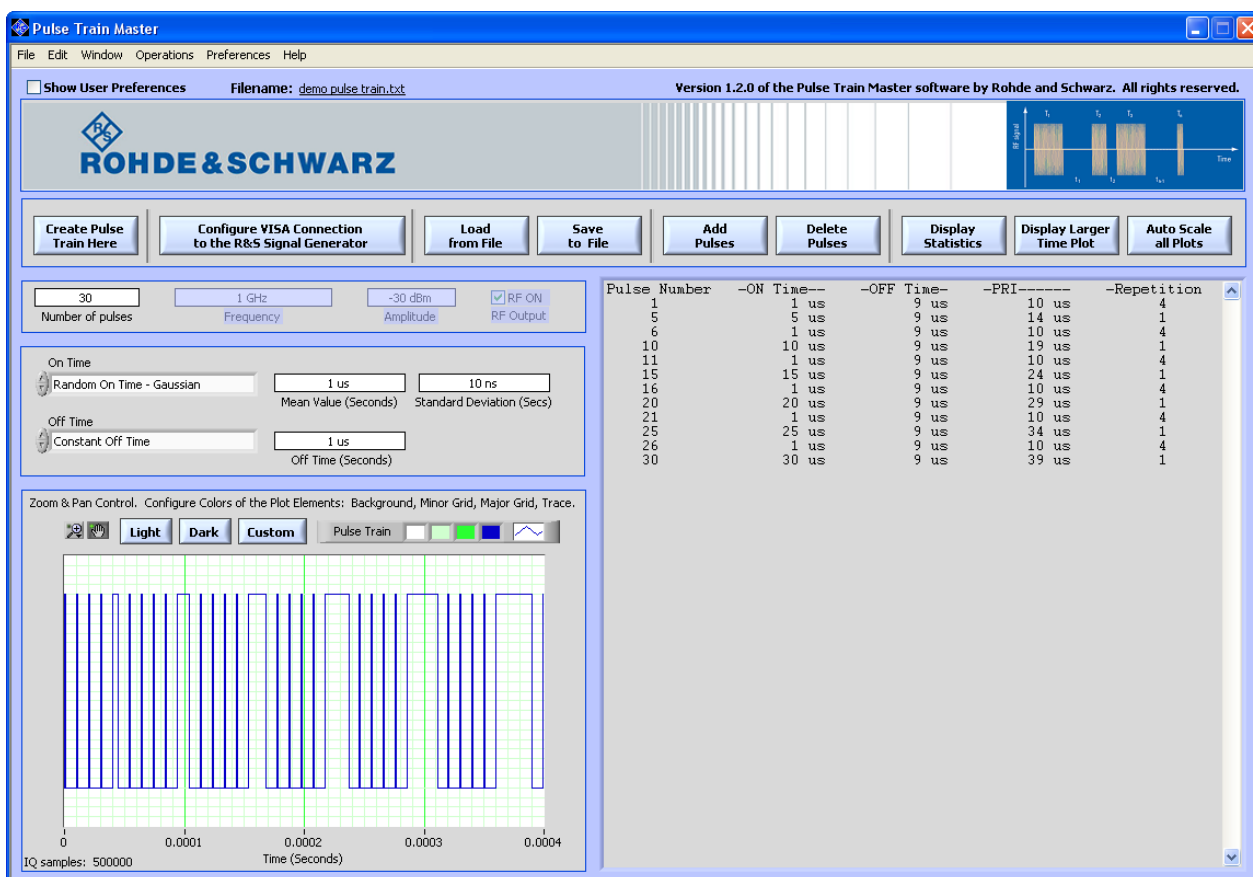 Pulse Train Master
File Edit Window Operations Preferences Help
Show User Preferences Filename: demo pulse train.txt Version 1.2.0 of the Pulse Train Master software by Rohde and Schwarz. All rights reserved.
R S
ROHDE&SCHWARZ
RF signal
T₁ T₂ T₃
Time
t₁ t₂
Create Pulse Train Here
Configure VISA Connection to the R&S Signal Generator
Load from File
Save to File
Add Pulses
Delete Pulses
Display Statistics
Display Larger Time Plot
Auto Scale all Plots
30 1 GHz -30 dBm RF ON
Number of pulses Frequency Amplitude RF Output
On Time
Random On Time - Gaussian 1 us 10 ns
Mean Value (Seconds) Standard Deviation (Secs)
Off Time
Constant Off Time 1 us
Off Time (Seconds)
Zoom & Pan Control. Configure Colors of the Plot Elements: Background, Minor Grid, Major Grid, Trace.
Light Dark Custom Pulse Train
0 0.0001 0.0002 0.0003 0.0004
Time (Seconds)
IQ samples: 500000
Pulse Number -ON Time-- -OFF Time- -PRI------ -Repetition
1 1 us 9 us 10 us 4
5 5 us 9 us 14 us 1
6 1 us 9 us 10 us 4
10 10 us 9 us 19 us 1
11 1 us 9 us 10 us 4
15 15 us 9 us 24 us 1
16 1 us 9 us 10 us 4
20 20 us 9 us 29 us 1
21 1 us 9 us 10 us 4
25 25 us 9 us 34 us 1
26 1 us 9 us 10 us 4
30 30 us 9 us 39 us 1